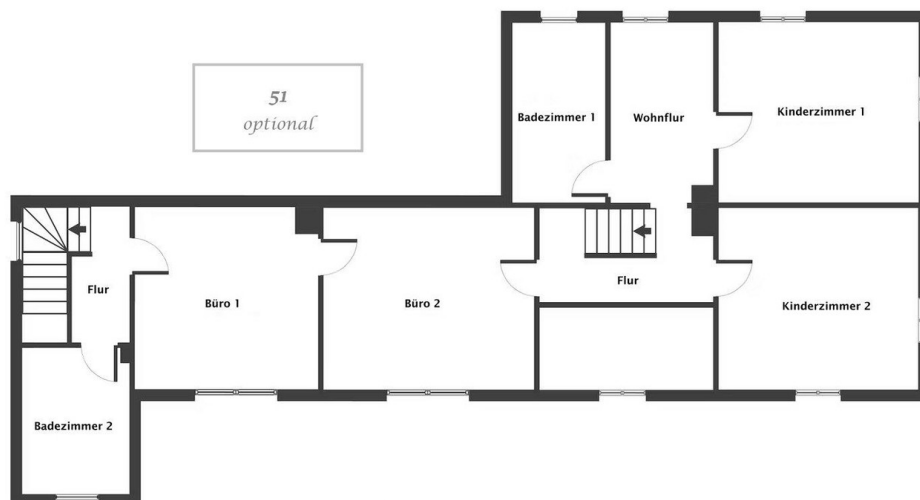 51
optional
Badezimmer 1
Wohnflur
Kinderzimmer 1
Flur
Büro 1
Büro 2
Flur
Kinderzimmer 2
Badezimmer 2